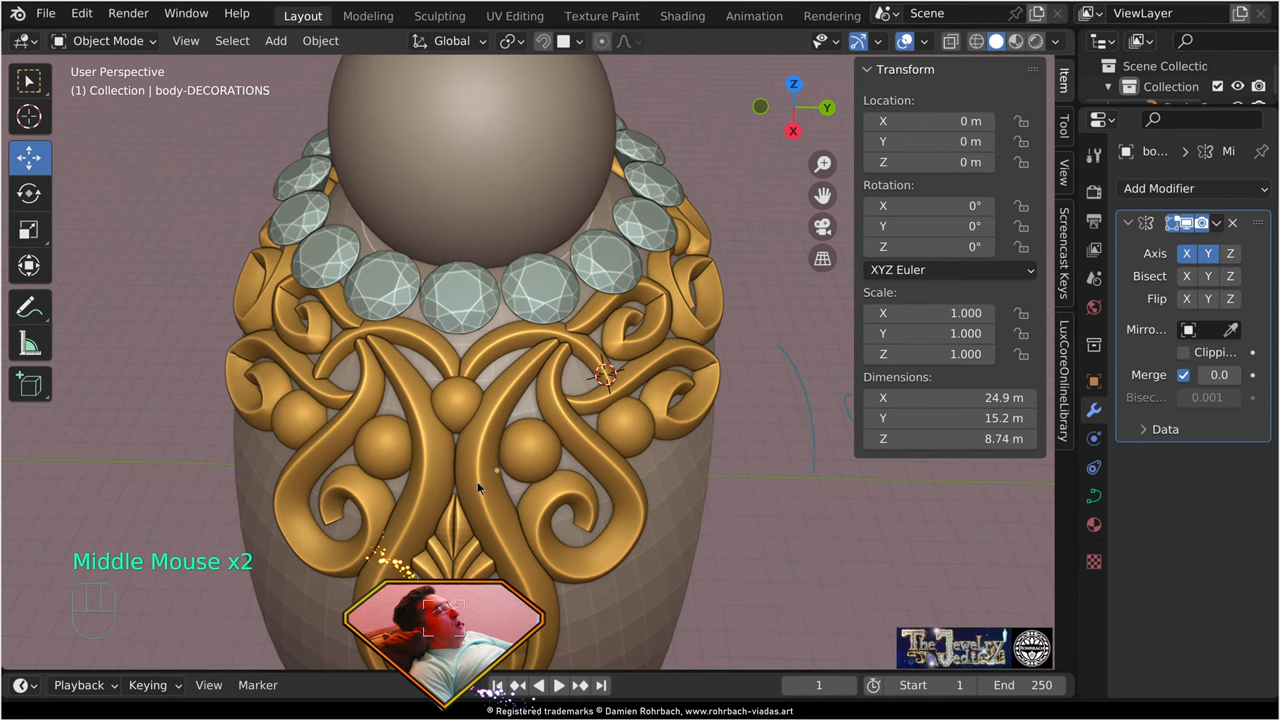 File Edit Render Window Help Layout Modeling Sculpting UV Editing Texture Paint Shading Animation Rendering Scene ViewLayer
Object Mode View Select Add Object Global
User Perspective
(1) Collection | body-DECORATIONS
Z
Y
X
Transform
Location:
X 0 m
Y 0 m
Z 0 m
Rotation:
X 0°
Y 0°
Z 0°
XYZ Euler
Scale:
X 1.000
Y 1.000
Z 1.000
Dimensions:
X 24.9 m
Y 15.2 m
Z 8.74 m
Item
Tool
View
Screencast Keys
LuxCoreOnlineLibrary
Scene Collectic
Collection
bo... Mi
Add Modifier
Axis X Y Z
Bisect X Y Z
Flip X Y Z
Mirro...
Clippi...
Merge 0.0
Bisec... 0.001
Data
Middle Mouse x2
The Jewelry
ROHRBACH
Playback Keying View Marker 1 Start 1 End 250
® Registered trademarks © Damien Rohrbach, www.rohrbach-viadas.art